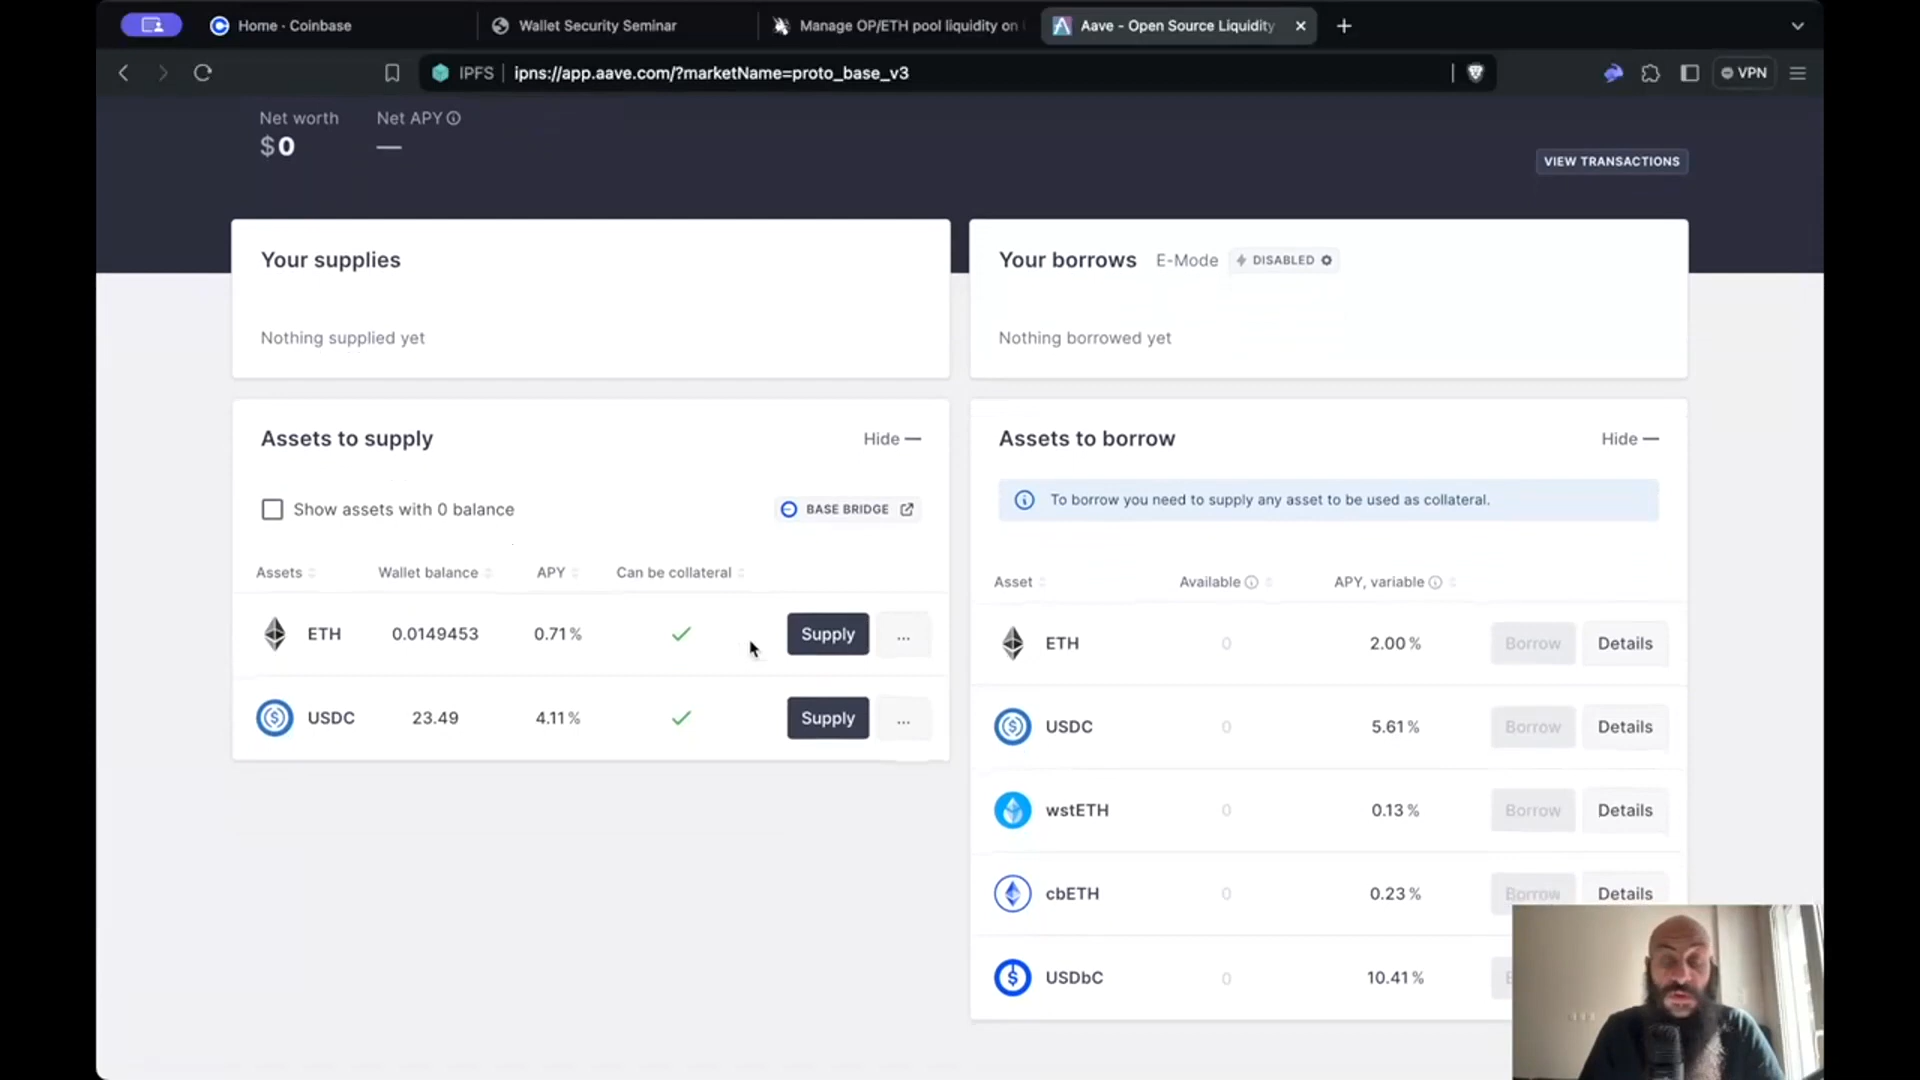 Home - Coinbase
Wallet Security Seminar
Manage OP/ETH pool liquidity on
Aave - Open Source Liquidity
IPFS
ipns://app.aave.com/?marketName=proto_base_v3
VPN
Net worth
Net APY
$0
—
VIEW TRANSACTIONS
Your supplies
Nothing supplied yet
Your borrows
E-Mode
DISABLED
Nothing borrowed yet
Assets to supply
Hide
Show assets with 0 balance
BASE BRIDGE
Assets
Wallet balance
APY
Can be collateral
ETH
0.0149453
0.71%
Supply
...
USDC
23.49
4.11%
Supply
...
Assets to borrow
Hide
To borrow you need to supply any asset to be used as collateral.
Asset
Available
APY, variable
ETH
0
2.00%
Borrow
Details
USDC
0
5.61%
Borrow
Details
wstETH
0
0.13%
Borrow
Details
cbETH
0
0.23%
Borrow
Details
USDbC
0
10.41%